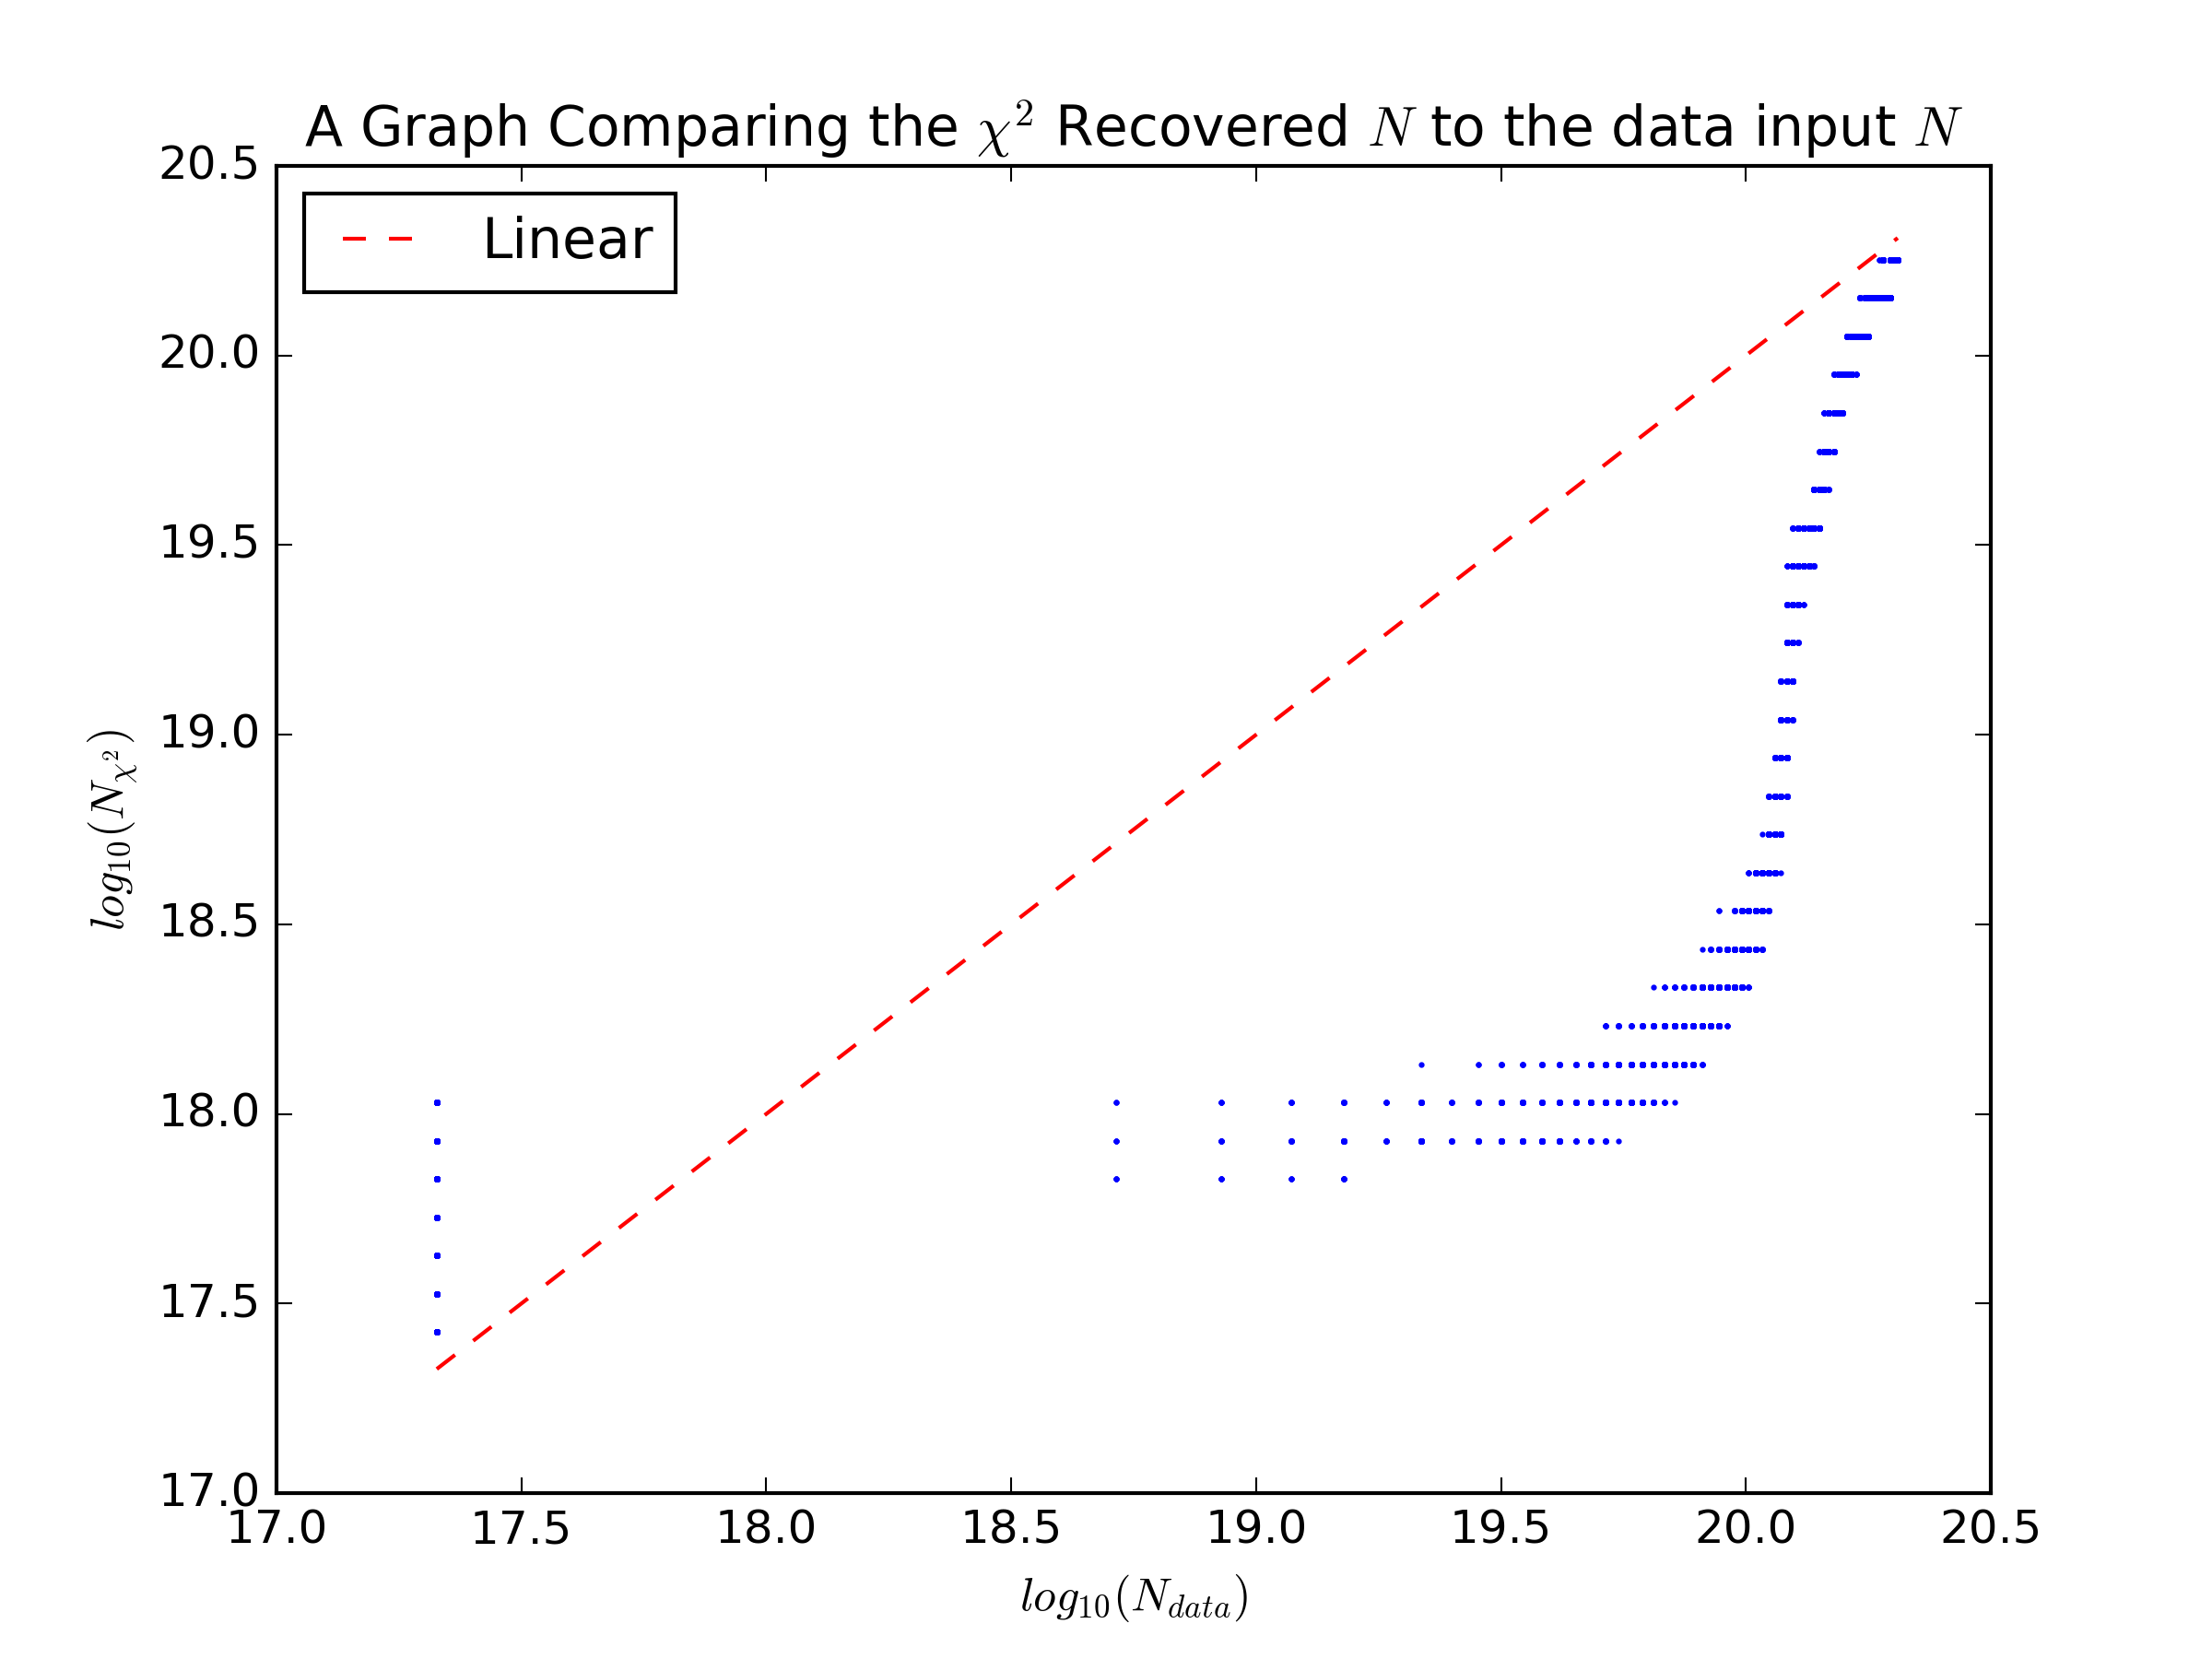 A Graph Comparing the χ² Recovered N to the data input N
Linear
20.5
20.0
19.5
19.0
18.5
18.0
17.5
17.0
log₁₀(N_χ²)
17.0 17.5 18.0 18.5 19.0 19.5 20.0 20.5
log₁₀(N_data)